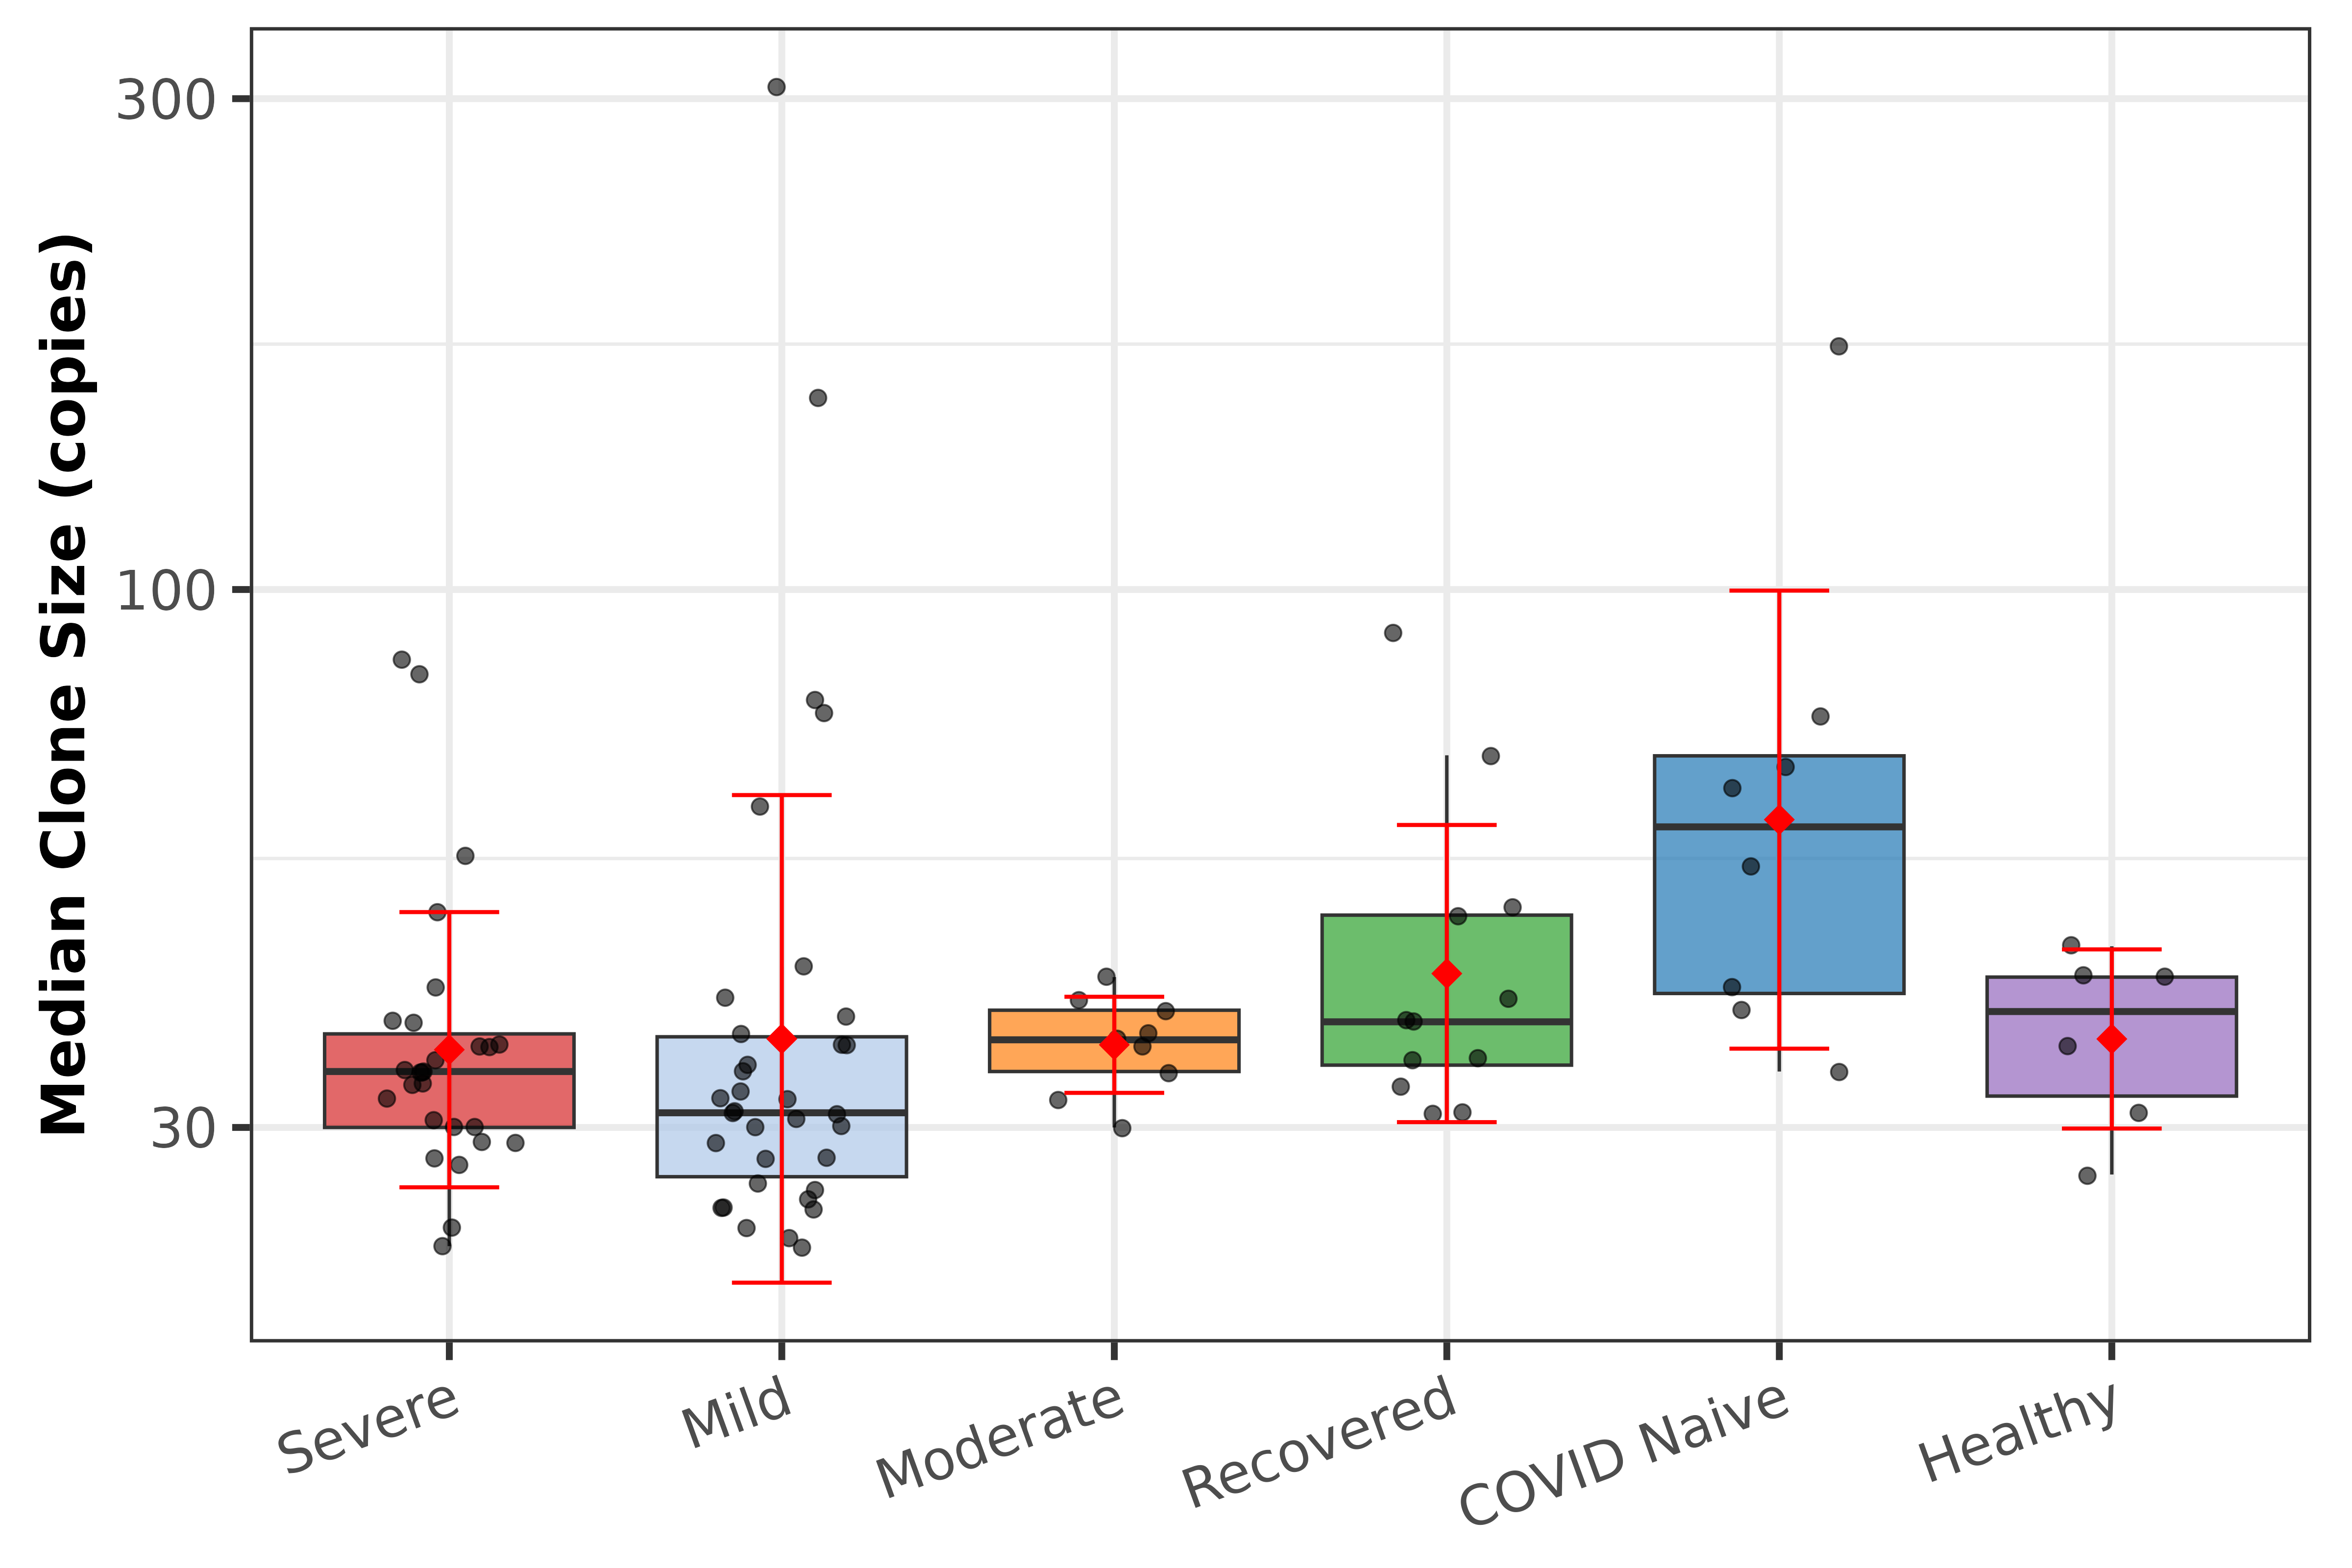 Median Clone Size (copies)
300
100
30
Severe
Mild
Moderate
Recovered
COVID Naive
Healthy